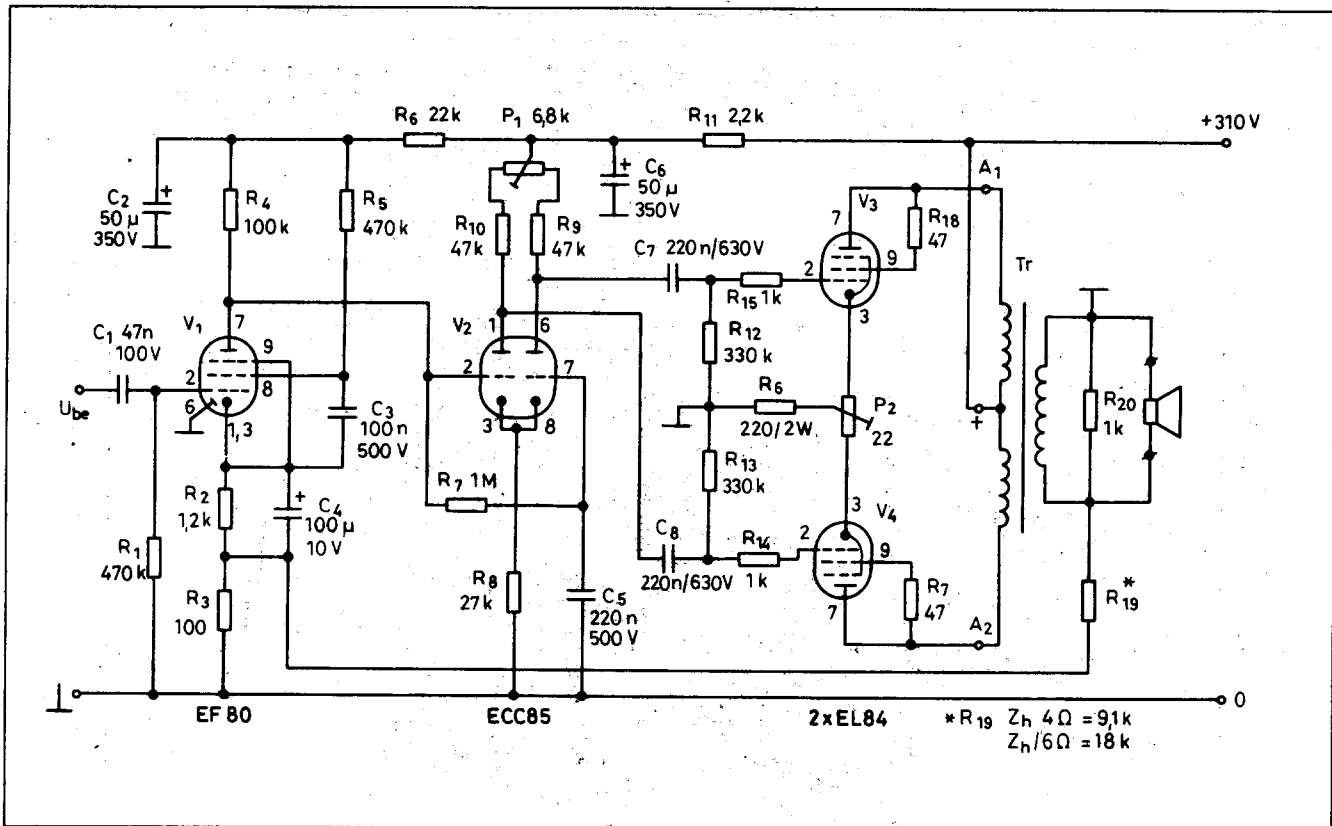 R6 22k
P1 6,8k
R11 2,2k
+310V
C2
50µ
350V
+
R4
100k
R5
470k
R10
47k
R9
47k
+
C6
50µ
350V
A1
V3
R18
47
7
2
9
3
C7 220n/630V
R15 1k
Tr
C1 47n
100V
Ube
V1
7
9
2
8
6
1,3
C3
100n
500V
V2
1
6
2
7
3
8
R12
330k
R6
220/2W
P2
22
R13
330k
+
R20
1k
R2
1,2k
+
C4
100µ
10V
R7 1M
R1
470k
R3
100
R8
27k
C5
220n
500V
C8
220n/630V
R14
1k
3
V4
2
9
7
R7
47
A2
R19*
0
EF80
ECC85
2xEL84
*R19 Zh 4Ω = 9,1k
Zh/6Ω = 18k